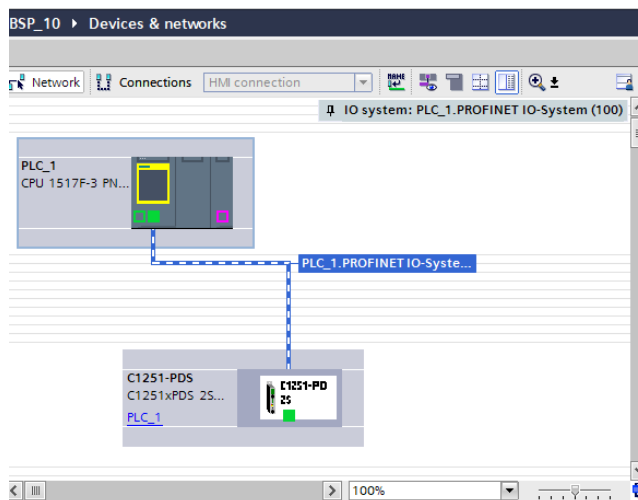 BSP_10 ▸ Devices & networks
Network Connections HMI connection
IO system: PLC_1.PROFINET IO-System (100)
PLC_1
CPU 1517F-3 PN...
PLC_1.PROFINET IO-Syste...
C1251-PDS
C1251xPDS 2S...
PLC_1
C1251-PD
2S
100%